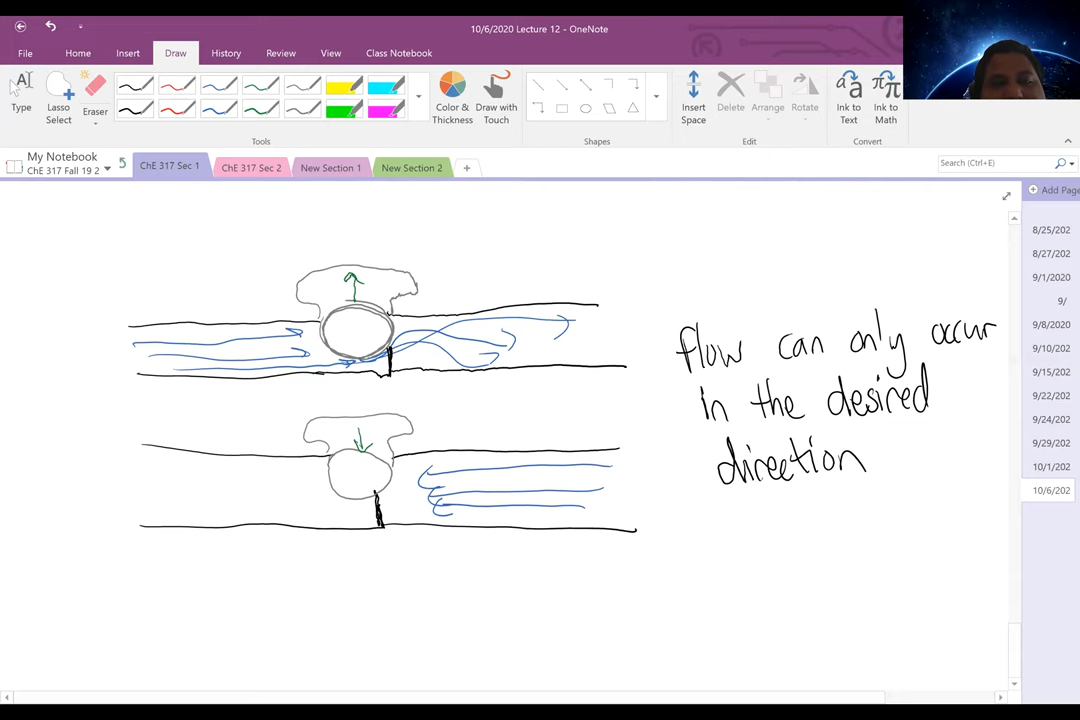 10/6/2020 Lecture 12 - OneNote
File Home Insert Draw History Review View Class Notebook
Type
Lasso Select
Eraser
Color & Thickness
Draw with Touch
Insert Space
Delete
Arrange
Rotate
Ink to Text
Ink to Math
Tools
Shapes
Edit
Convert
My Notebook
ChE 317 Fall 19 2
ChE 317 Sec 1
ChE 317 Sec 2
New Section 1
New Section 2
Search (Ctrl+E)
Add Page
8/25/202
8/27/202
9/1/2020
9/
9/8/2020
9/10/202
9/15/202
9/22/202
9/24/202
9/29/202
10/1/202
10/6/202
flow can only occur
in the desired
direction